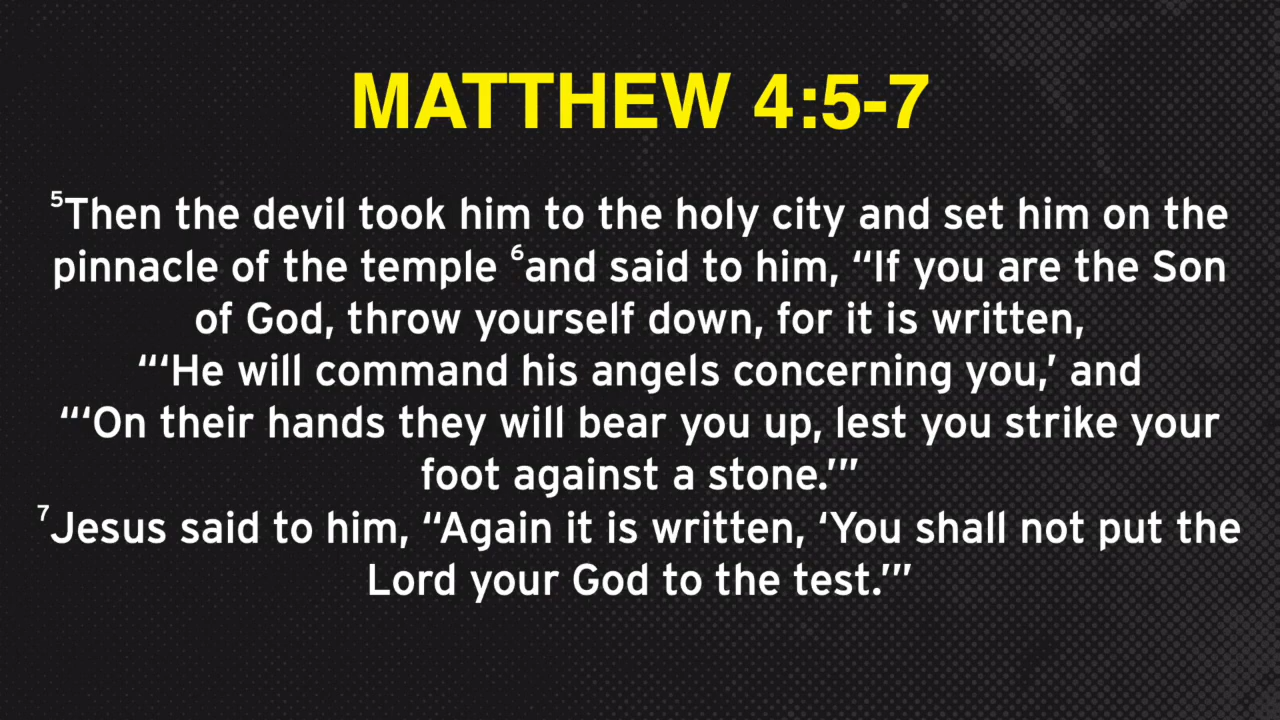 MATTHEW 4:5-7
⁵Then the devil took him to the holy city and set him on the
pinnacle of the temple ⁶and said to him, “If you are the Son
of God, throw yourself down, for it is written,
“‘He will command his angels concerning you,’ and
“‘On their hands they will bear you up, lest you strike your
foot against a stone.’”
⁷Jesus said to him, “Again it is written, ‘You shall not put the
Lord your God to the test.’”